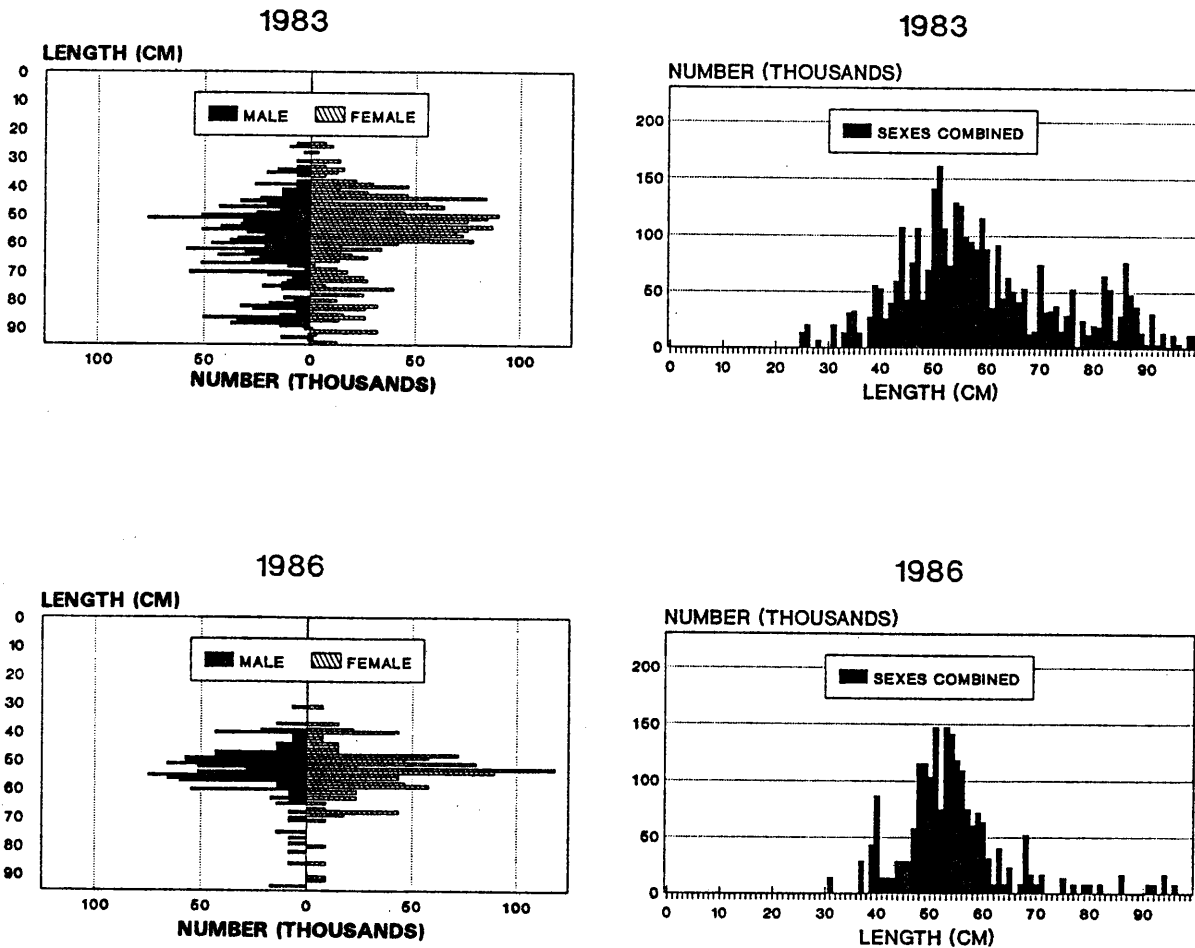 1983
LENGTH (CM)
0
10
20
30
40
50
60
70
80
90
MALE FEMALE
100 50 0 50 100
NUMBER (THOUSANDS)
1983
NUMBER (THOUSANDS)
200
150
100
50
0
SEXES COMBINED
0 10 20 30 40 50 60 70 80 90
LENGTH (CM)
1986
LENGTH (CM)
0
10
20
30
40
50
60
70
80
90
MALE FEMALE
100 50 0 50 100
NUMBER (THOUSANDS)
1986
NUMBER (THOUSANDS)
200
150
100
50
0
SEXES COMBINED
0 10 20 30 40 50 60 70 80 90
LENGTH (CM)